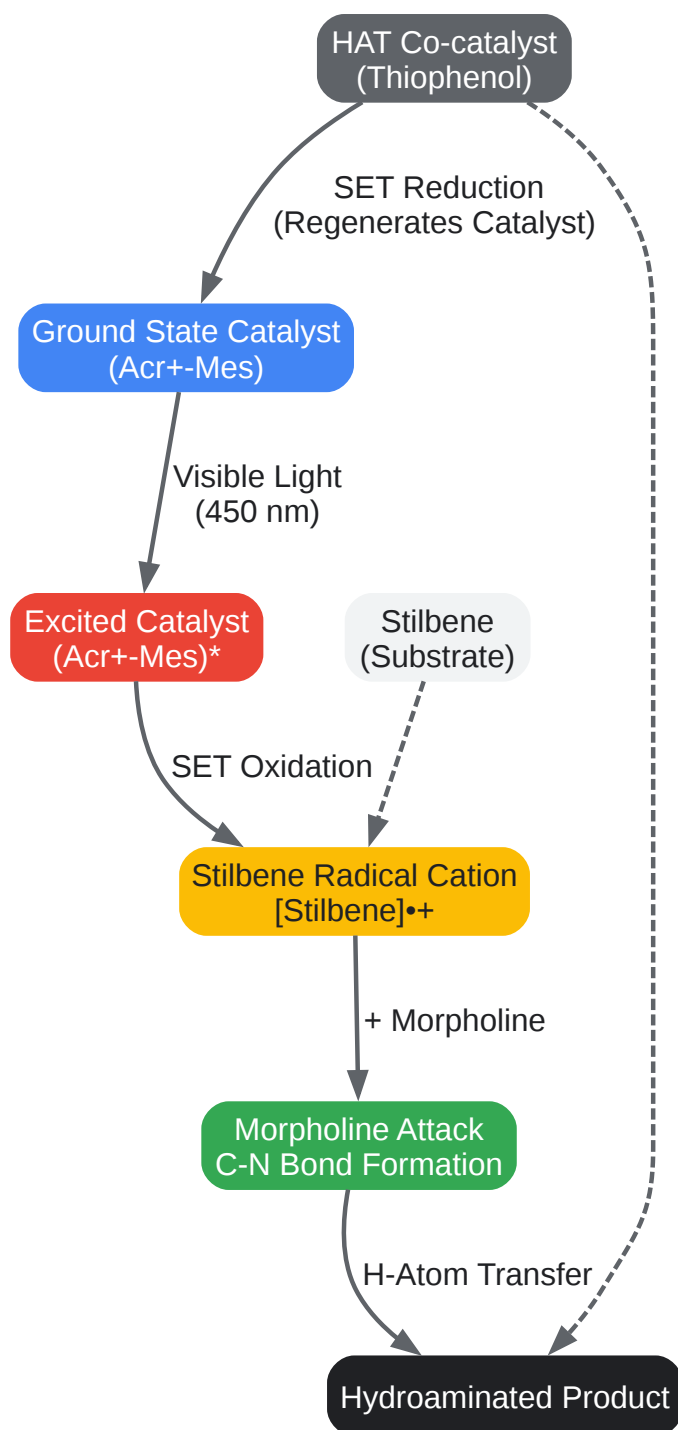 HAT Co-catalyst
(Thiophenol)
SET Reduction
(Regenerates Catalyst)
Ground State Catalyst
(Acr+-Mes)
Visible Light
(450 nm)
Excited Catalyst
(Acr+-Mes)*
Stilbene
(Substrate)
SET Oxidation
Stilbene Radical Cation
[Stilbene]•+
+ Morpholine
Morpholine Attack
C-N Bond Formation
H-Atom Transfer
Hydroaminated Product